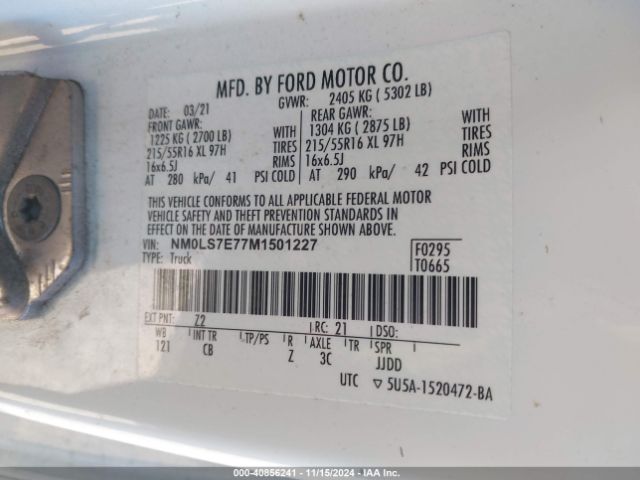 MFD. BY FORD MOTOR CO.
DATE: 03/21 GVWR: 2405 KG ( 5302 LB)
FRONT GAWR: REAR GAWR:
1225 KG ( 2700 LB) WITH 1304 KG ( 2875 LB) WITH
215/55R16 XL 97H TIRES 215/55R16 XL 97H TIRES
16x6.5J RIMS 16x6.5J RIMS
AT 280 kPa/ 41 PSI COLD AT 290 kPa/ 42 PSI COLD
THIS VEHICLE CONFORMS TO ALL APPLICABLE FEDERAL MOTOR
VEHICLE SAFETY AND THEFT PREVENTION STANDARDS IN
EFFECT ON THE DATE OF MANUFACTURE SHOWN ABOVE.
VIN: NM0LS7E77M1501227 F0295
TYPE: Truck T0665
EXT PNT: Z2 RC: 21 DSO:
WB INT TR TP/PS R AXLE TR SPR
121 CB Z 3C JJDD
UTC ▽ 5U5A-1520472-BA
000-40856241 - 11/15/2024 - IAA Inc.